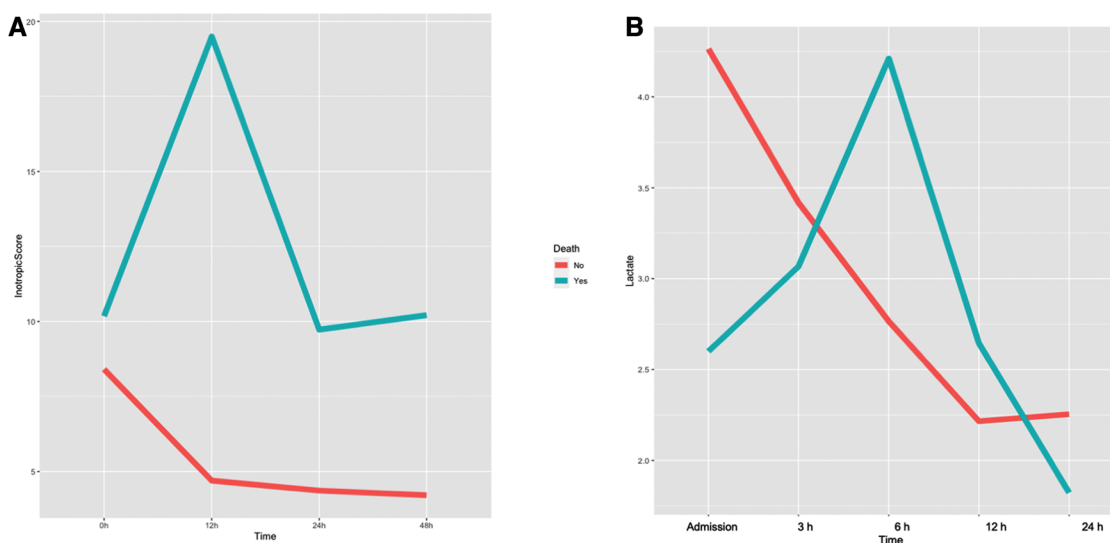 A
20
15
10
5
InotropicScore
0h 12h 24h 48h
Time
Death
No
Yes
B
4.0
3.5
3.0
2.5
2.0
Lactate
Admission 3 h 6 h 12 h 24 h
Time